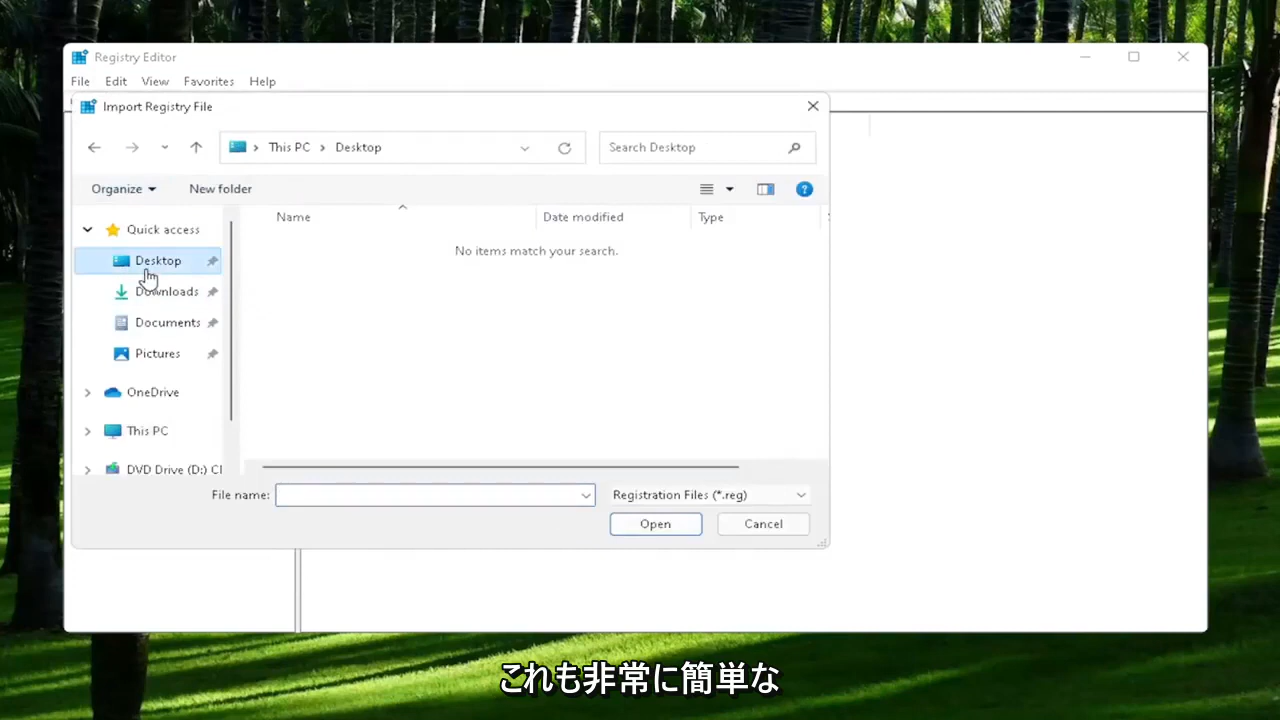 Registry Editor
File Edit View Favorites Help
Import Registry File
This PC Desktop
Search Desktop
Organize New folder
Name Date modified Type
Quick access
No items match your search.
Desktop
Downloads
Documents
Pictures
OneDrive
This PC
DVD Drive (D:) C
File name:
Registration Files (*.reg)
Open Cancel
これも非常に簡単な